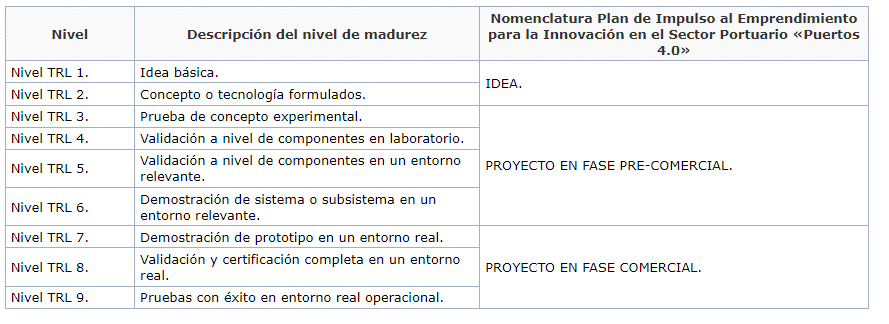 Nivel
Descripción del nivel de madurez
Nomenclatura Plan de Impulso al Emprendimiento
para la Innovación en el Sector Portuario «Puertos
4.0»
Nivel TRL 1.
Idea básica.
IDEA.
Nivel TRL 2.
Concepto o tecnología formulados.
Nivel TRL 3.
Prueba de concepto experimental.
PROYECTO EN FASE PRE-COMERCIAL.
Nivel TRL 4.
Validación a nivel de componentes en laboratorio.
Nivel TRL 5.
Validación a nivel de componentes en un entorno
relevante.
Nivel TRL 6.
Demostración de sistema o subsistema en un
entorno relevante.
Nivel TRL 7.
Demostración de prototipo en un entorno real.
PROYECTO EN FASE COMERCIAL.
Nivel TRL 8.
Validación y certificación completa en un entorno
real.
Nivel TRL 9.
Pruebas con éxito en entorno real operacional.